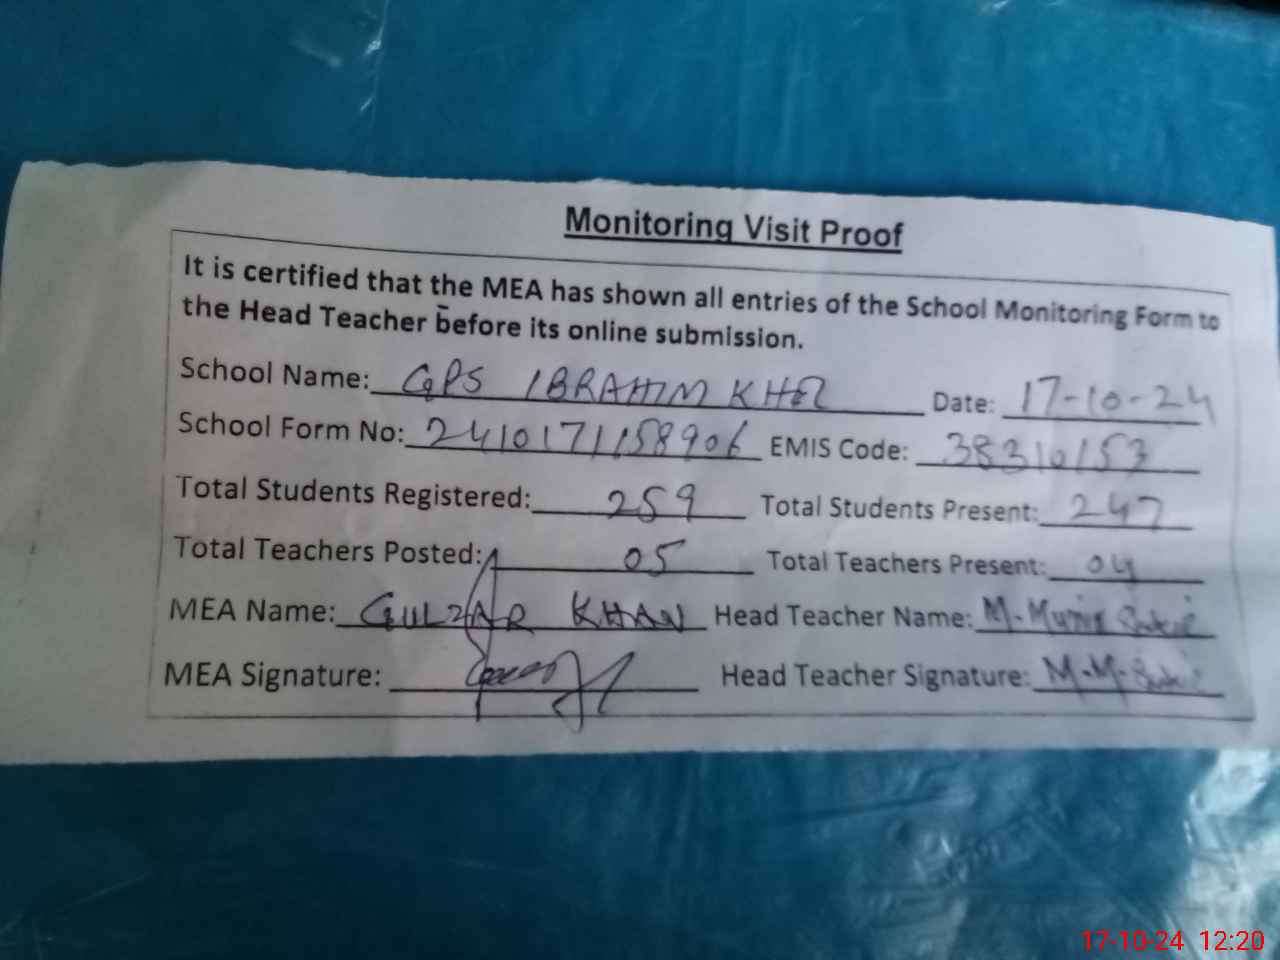 Monitoring Visit Proof
It is certified that the MEA has shown all entries of the School Monitoring Form to
the Head Teacher before its online submission.
School Name: GPS IBRAHIM KHEL Date: 17-10-24
School Form No: 2410171158906 EMIS Code: 38310153
Total Students Registered: 259 Total Students Present: 247
Total Teachers Posted: 05 Total Teachers Present: 04
MEA Name: GULZAR KHAN Head Teacher Name: M. Munir
MEA Signature: Head Teacher Signature: M.M.
17-10-24 12:20